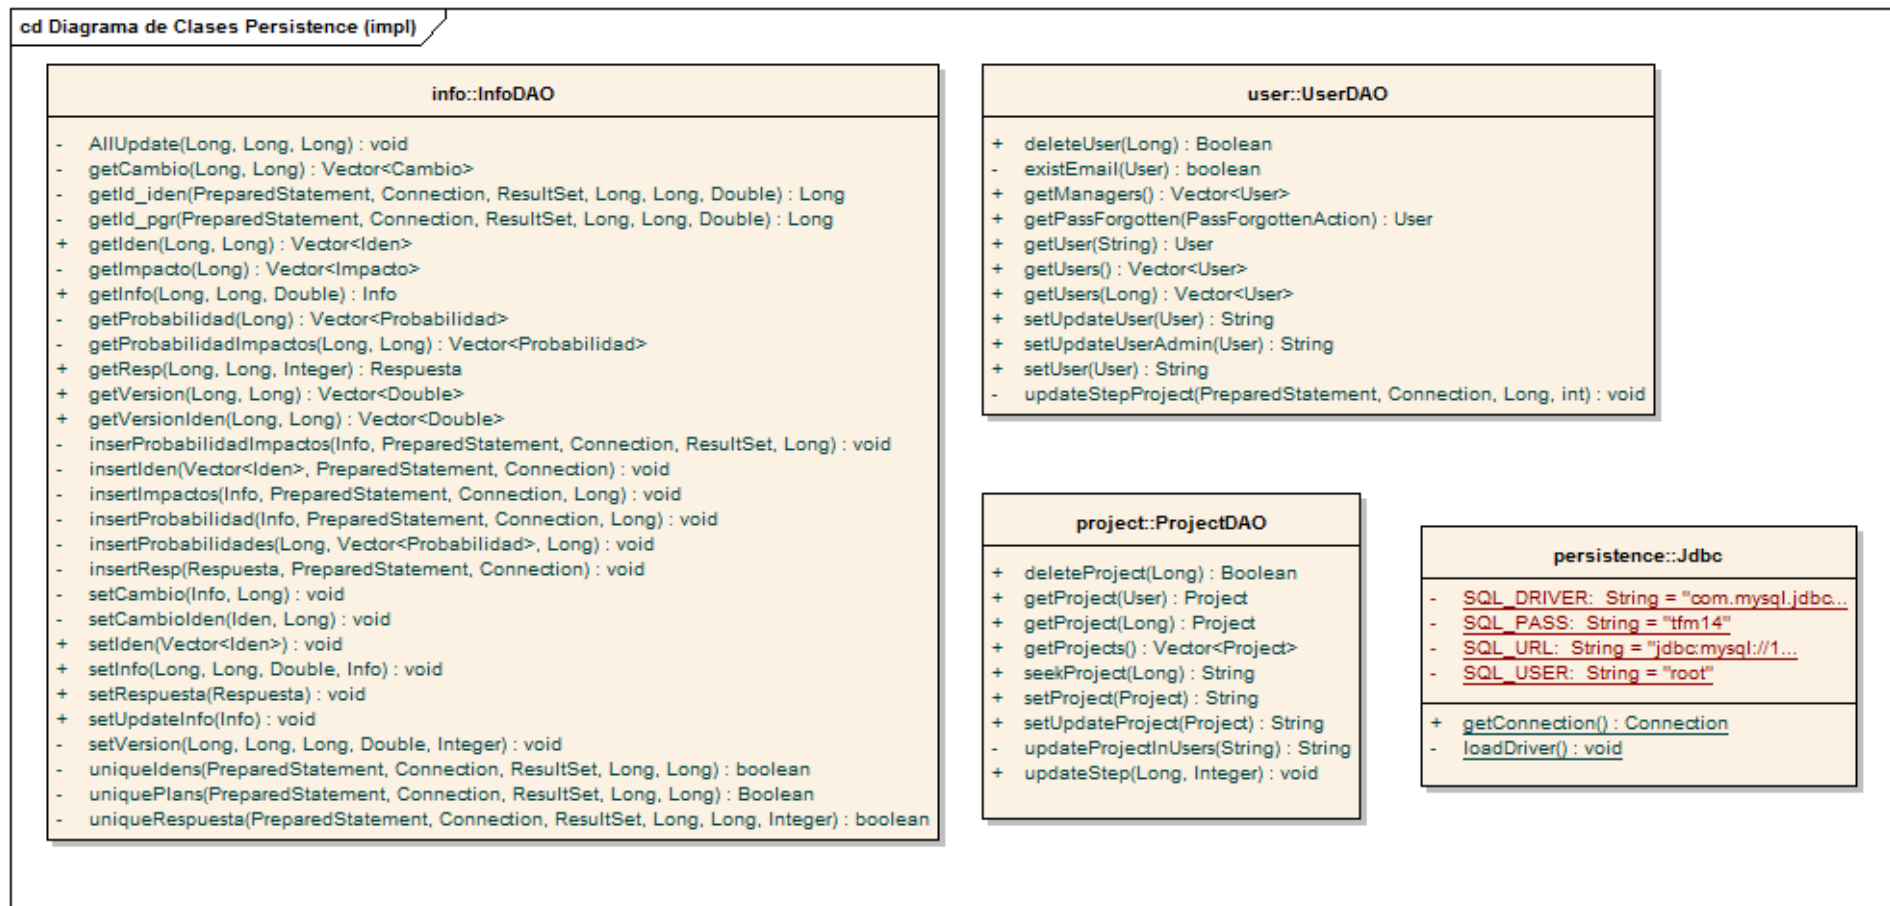 cd Diagrama de Clases Persistence (impl)
info::InfoDAO
- AllUpdate(Long, Long, Long) : void
- getCambio(Long, Long) : Vector<Cambio>
- getId_iden(PreparedStatement, Connection, ResultSet, Long, Long, Double) : Long
- getId_pgr(PreparedStatement, Connection, ResultSet, Long, Long, Double) : Long
+ getIden(Long, Long) : Vector<Iden>
- getImpacto(Long) : Vector<Impacto>
+ getInfo(Long, Long, Double) : Info
- getProbabilidad(Long) : Vector<Probabilidad>
- getProbabilidadImpactos(Long, Long) : Vector<Probabilidad>
+ getResp(Long, Long, Integer) : Respuesta
+ getVersion(Long, Long) : Vector<Double>
+ getVersionIden(Long, Long) : Vector<Double>
- inserProbabilidadImpactos(Info, PreparedStatement, Connection, ResultSet, Long) : void
- insertIden(Vector<Iden>, PreparedStatement, Connection) : void
- insertImpactos(Info, PreparedStatement, Connection, Long) : void
- insertProbabilidad(Info, PreparedStatement, Connection, Long) : void
- insertProbabilidades(Long, Vector<Probabilidad>, Long) : void
- insertResp(Respuesta, PreparedStatement, Connection) : void
- setCambio(Info, Long) : void
- setCambioIden(Iden, Long) : void
+ setIden(Vector<Iden>) : void
+ setInfo(Long, Long, Double, Info) : void
+ setRespuesta(Respuesta) : void
+ setUpdateInfo(Info) : void
- setVersion(Long, Long, Long, Double, Integer) : void
- uniqueIdens(PreparedStatement, Connection, ResultSet, Long, Long) : boolean
- uniquePlans(PreparedStatement, Connection, ResultSet, Long, Long) : Boolean
- uniqueRespuesta(PreparedStatement, Connection, ResultSet, Long, Long, Integer) : boolean
user::UserDAO
+ deleteUser(Long) : Boolean
- existEmail(User) : boolean
+ getManagers() : Vector<User>
+ getPassForgotten(PassForgottenAction) : User
+ getUser(String) : User
+ getUsers() : Vector<User>
+ getUsers(Long) : Vector<User>
+ setUpdateUser(User) : String
+ setUpdateUserAdmin(User) : String
+ setUser(User) : String
- updateStepProject(PreparedStatement, Connection, Long, int) : void
project::ProjectDAO
+ deleteProject(Long) : Boolean
+ getProject(User) : Project
+ getProject(Long) : Project
+ getProjects() : Vector<Project>
+ seekProject(Long) : String
+ setProject(Project) : String
+ setUpdateProject(Project) : String
- updateProjectInUsers(String) : String
+ updateStep(Long, Integer) : void
persistence::Jdbc
- SQL_DRIVER: String = "com.mysql.jdbc...
- SQL_PASS: String = "tfm14"
- SQL_URL: String = "jdbc:mysql://1...
- SQL_USER: String = "root"
+ getConnection() : Connection
- loadDriver() : void